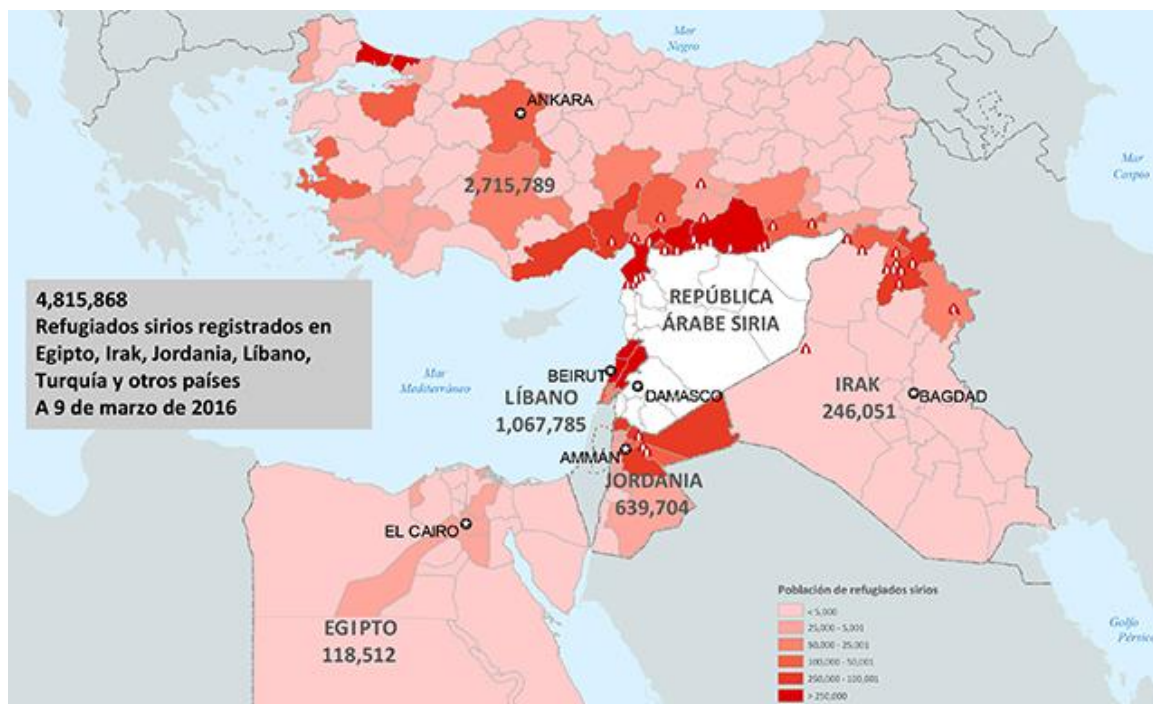 Mar
Negro
ANKARA
2,715,789
Mar
Caspio
4,815,868
Refugiados sirios registrados en
Egipto, Irak, Jordania, Líbano,
Turquía y otros países
A 9 de marzo de 2016
REPÚBLICA
ÁRABE SIRIA
Mar
Mediterráneo
BEIRUT
LÍBANO
1,067,785
DAMASCO
IRAK
246,051
BAGDAD
AMMÁN
JORDANIA
639,704
EL CAIRO
EGIPTO
118,512
Población de refugiados sirios
< 5,000
25,000 - 5,001
50,000 - 25,001
100,000 - 50,001
250,000 - 100,001
> 250,000
Golfo
Pérsico